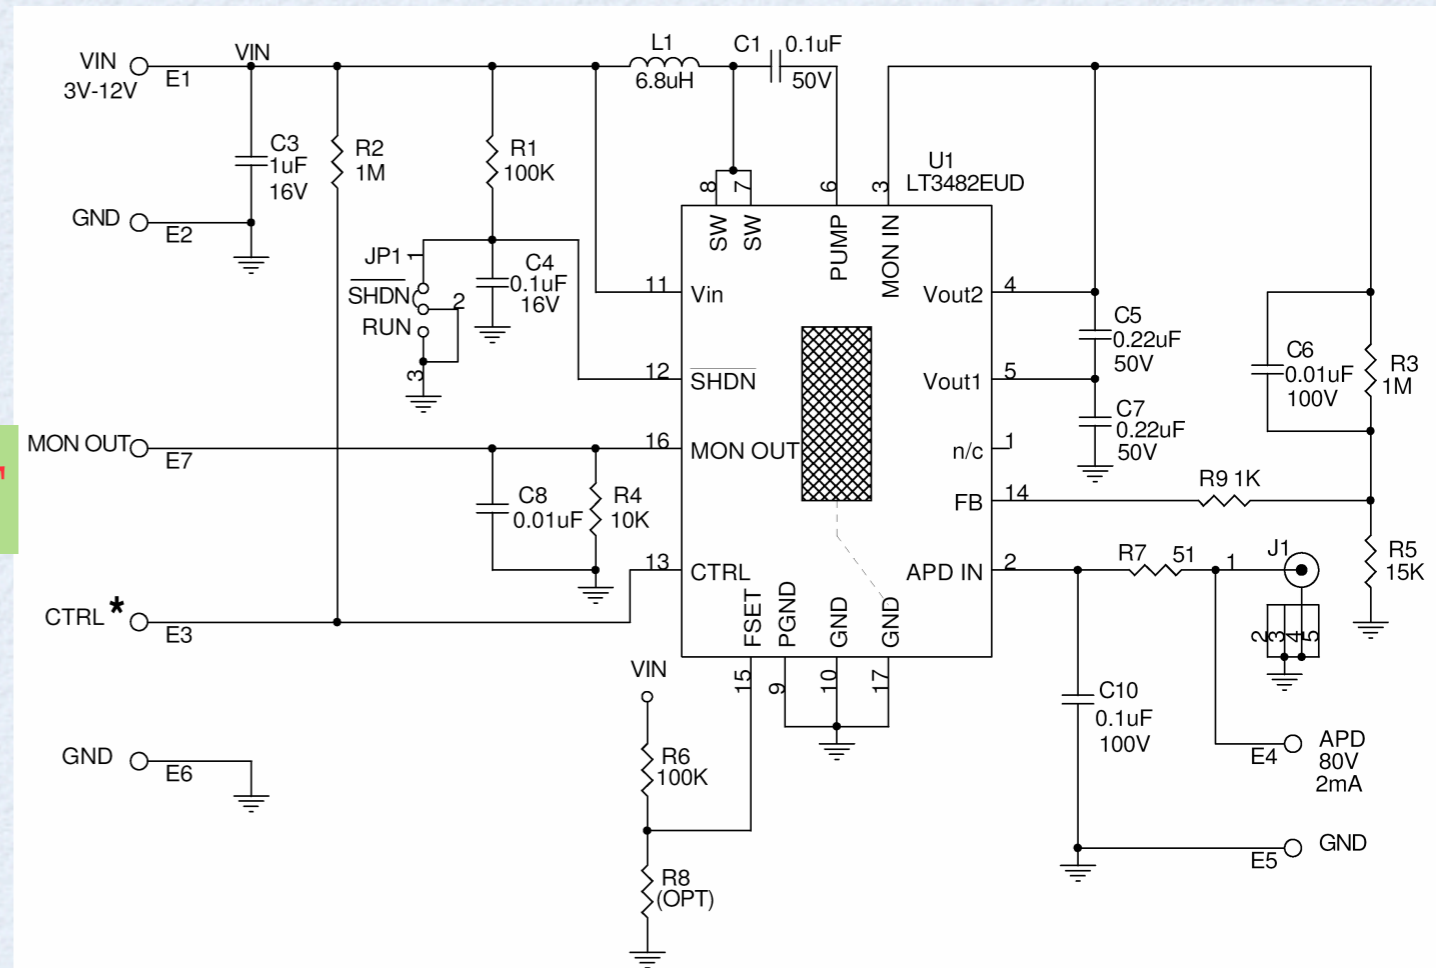 VIN
3V-12V
E1
VIN
C3
1uF
16V
GND
E2
R2
1M
R1
100K
L1
6.8uH
C1
0.1uF
50V
U1
LT3482EUD
8
7
6
3
SW
SW
PUMP
MON IN
JP1
1
SHDN
2
RUN
3
C4
0.1uF
16V
11
Vin
12
SHDN
MON OUT
E7
16
MON OUT
C8
0.01uF
R4
10K
13
CTRL
CTRL *
E3
Vout2
4
Vout1
5
n/c
1
FB
14
APD IN
2
C5
0.22uF
50V
C7
0.22uF
50V
C6
0.01uF
100V
R3
1M
R9 1K
R5
15K
R7
51
1
J1
2
3
4
5
FSET
PGND
GND
GND
15
9
10
17
VIN
R6
100K
R8
(OPT)
GND
E6
C10
0.1uF
100V
E4
APD
80V
2mA
E5
GND